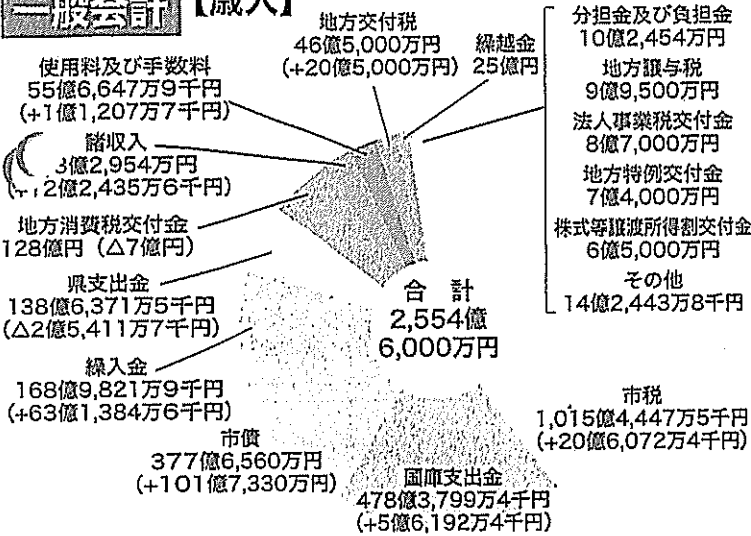 一般会計【歳入】
地方交付税
46億5,000万円
(+20億5,000万円)
繰越金
25億円
分担金及び負担金
10億2,454万円
地方譲与税
9億9,500万円
法人事業税交付金
8億7,000万円
地方特例交付金
7億4,000万円
株式等譲渡所得割交付金
6億5,000万円
その他
14億2,443万8千円
使用料及び手数料
55億6,647万9千円
(+1億1,207万7千円)
諸収入
3億2,954万円
2億2,435万6千円)
地方消費税交付金
128億円 (△7億円)
県支出金
138億6,371万5千円
(△2億5,411万7千円)
繰入金
168億9,821万9千円
(+63億1,384万6千円)
市債
377億6,560万円
(+101億7,330万円)
国庫支出金
478億3,799万4千円
(+5億6,192万4千円)
市税
1,015億4,447万5千円
(+20億6,072万4千円)
合計
2,554億
6,000万円